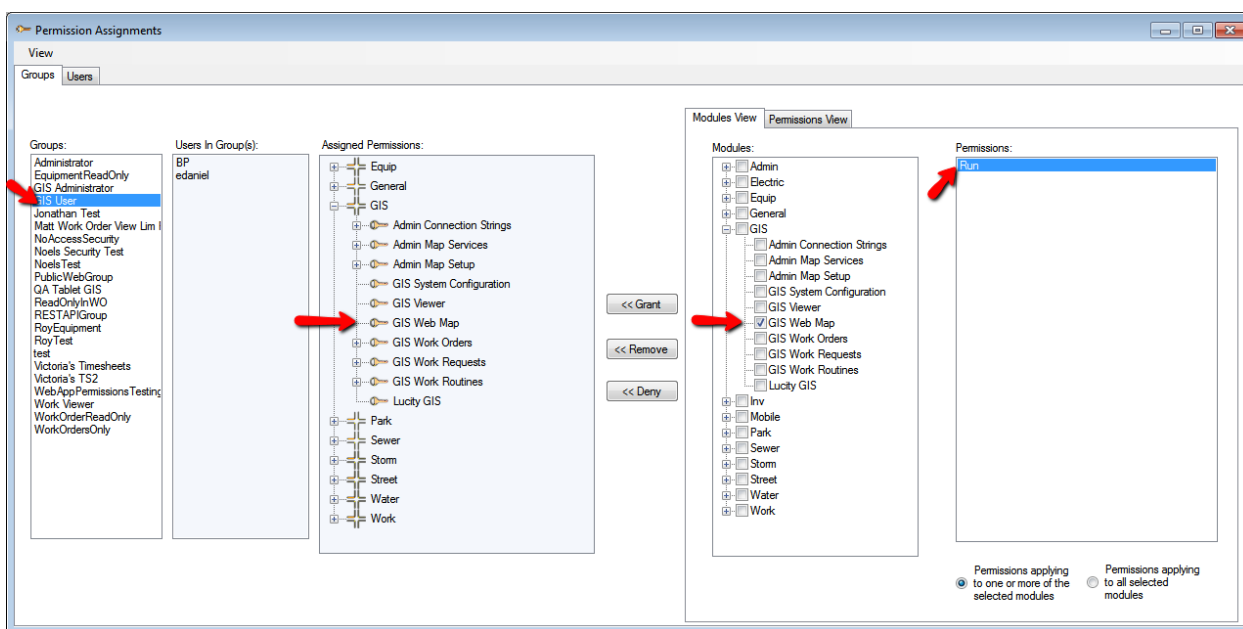 Permission Assignments
View
Groups Users
Modules View Permissions View
Groups:
Administrator
EquipmentReadOnly
GIS Administrator
GIS User
Jonathan Test
Matt Work Order View Lim
NoAccessSecurity
Noels Security Test
NoelsTest
PublicWebGroup
QA Tablet GIS
ReadOnlyInWO
RESTAPIGroup
RoyEquipment
RoyTest
test
Victoria's Timesheets
Victoria's TS2
WebAppPermissionsTesting
Work Viewer
WorkOrderReadOnly
WorkOrdersOnly
Users In Group(s):
BP
edaniel
Assigned Permissions:
Equip
General
GIS
Admin Connection Strings
Admin Map Services
Admin Map Setup
GIS System Configuration
GIS Viewer
GIS Web Map
GIS Work Orders
GIS Work Requests
GIS Work Routines
Lucity GIS
Park
Sewer
Storm
Street
Water
Work
<< Grant
<< Remove
<< Deny
Modules:
Admin
Electric
Equip
General
GIS
Admin Connection Strings
Admin Map Services
Admin Map Setup
GIS System Configuration
GIS Viewer
GIS Web Map
GIS Work Orders
GIS Work Requests
GIS Work Routines
Lucity GIS
Inv
Mobile
Park
Sewer
Storm
Street
Water
Work
Permissions:
Run
Permissions applying
to one or more of the
selected modules
Permissions applying
to all selected
modules